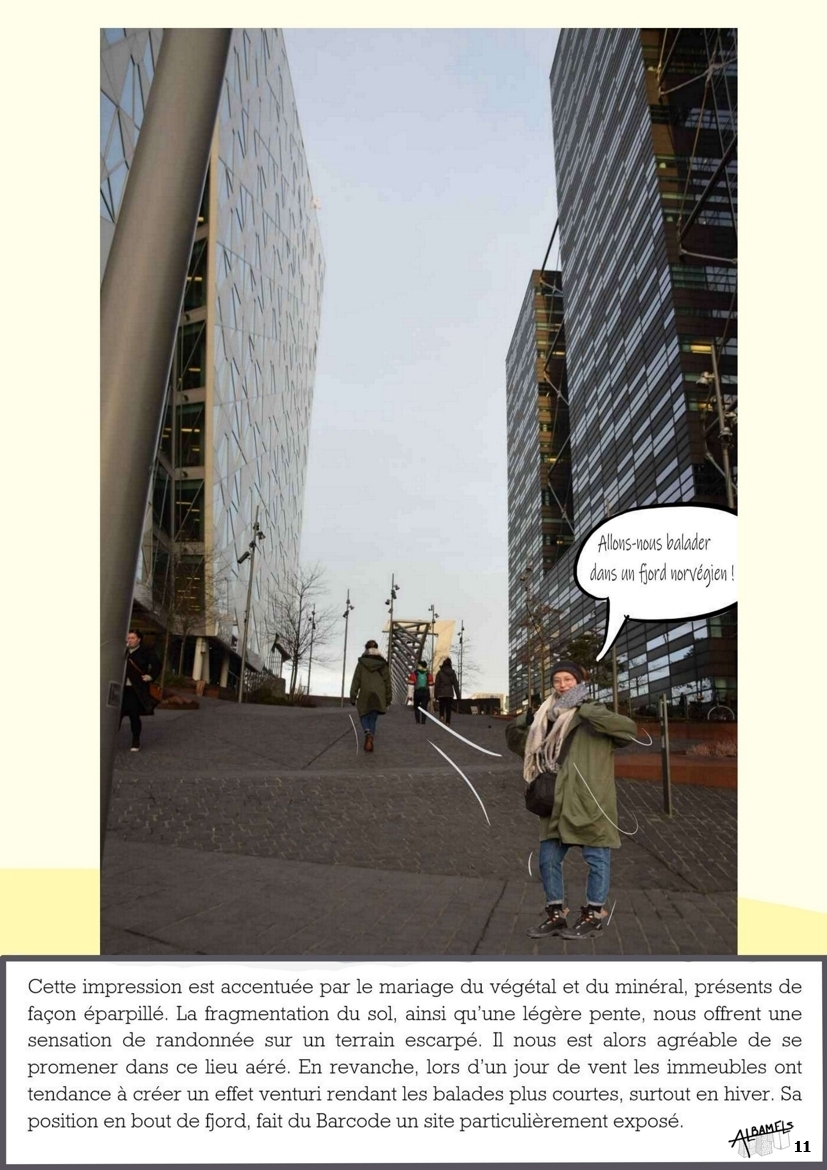 Allons-nous balader
dans un fjord norvégien !
Cette impression est accentuée par le mariage du végétal et du minéral, présents de
façon éparpillé. La fragmentation du sol, ainsi qu'une légére pente, nous offrent une
sensation de randonnée sur un terrain escarpé. Il nous est alors agréable de se
promener dans ce lieu aéré. En revanche, lors d'un jour de vent les immeubles ont
tendance à créer un effet venturi rendant les balades plus courtes, surtout en hiver. Sa
position en bout de fjord, fait du Barcode un site particulièrement exposé.
ALBAMELS
11